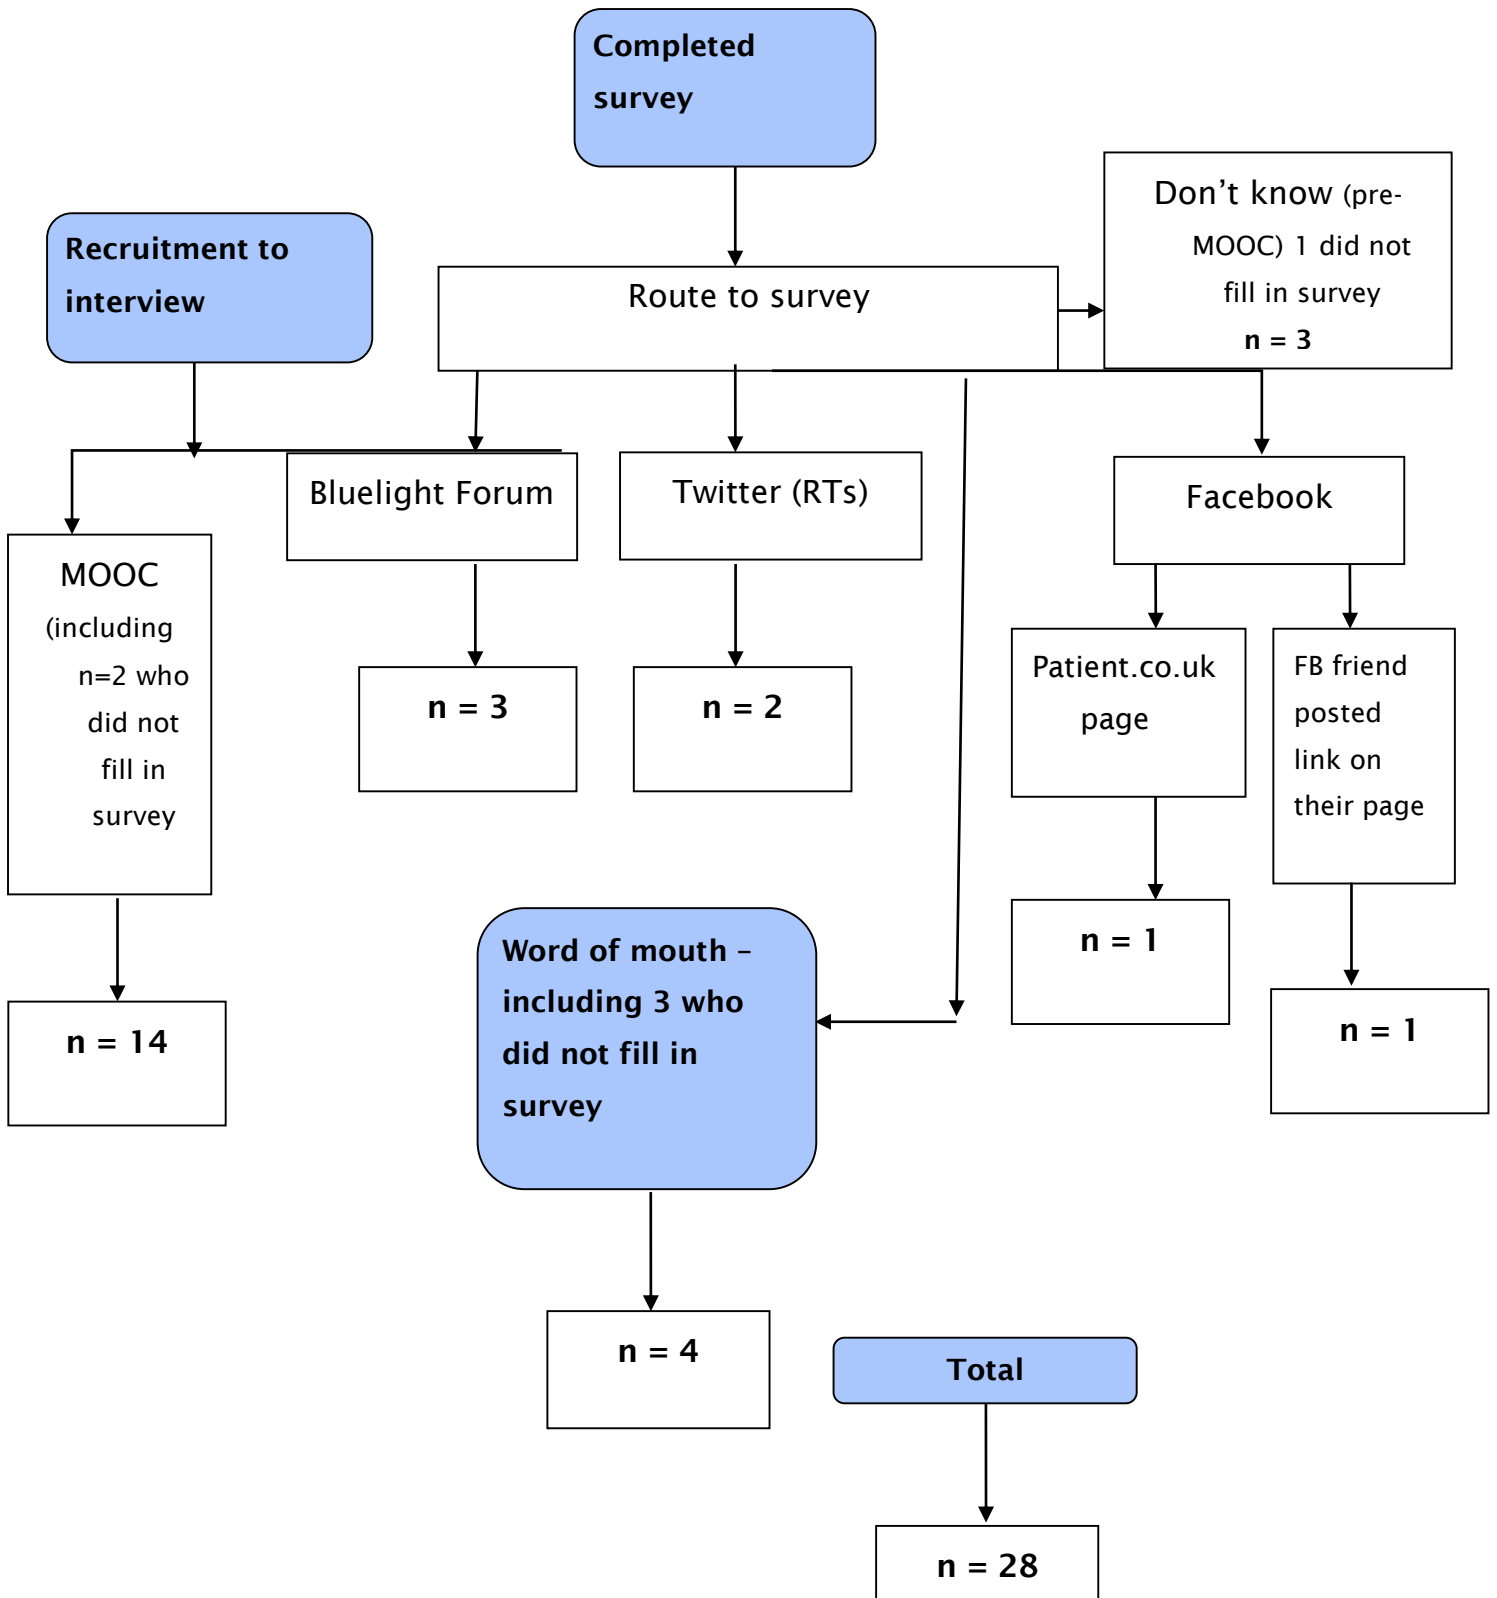 Completed
survey
Don’t know (pre-
MOOC) 1 did not
fill in survey
n = 3
Recruitment to
interview
Route to survey
Bluelight Forum
Twitter (RTs)
Facebook
MOOC
(including
n=2 who
did not
fill in
survey
n = 3
n = 2
Patient.co.uk
page
FB friend
posted
link on
their page
n = 14
Word of mouth –
including 3 who
did not fill in
survey
n = 1
n = 1
n = 4
Total
n = 28